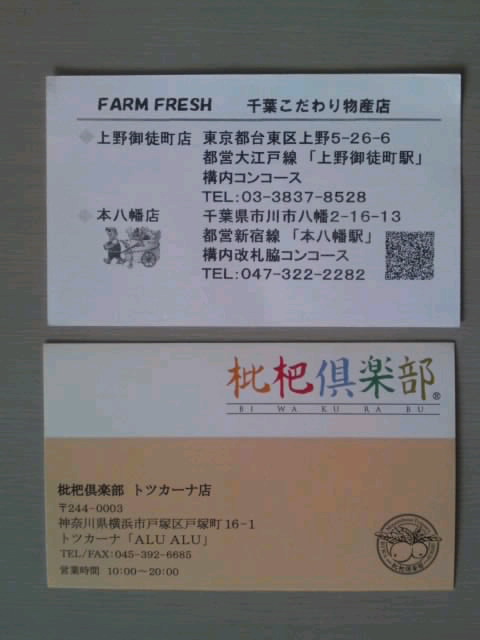 FARM FRESH 千葉こだわり物産店
上野御徒町店 東京都台東区上野5-26-6
都営大江戸線「上野御徒町駅」
構内コンコース
TEL:03-3837-8528
本八幡店 千葉県市川市八幡2-16-13
都営新宿線「本八幡駅」
構内改札脇コンコース
TEL:047-322-2282
枇杷倶楽部®
BIWAKURABU
枇杷倶楽部 トツカーナ店
〒244-0003
神奈川県横浜市戸塚区戸塚町16-1
トツカーナ「ALU ALU」
TEL/FAX:045-392-6685
営業時間 10:00~20:00
枇杷倶楽部